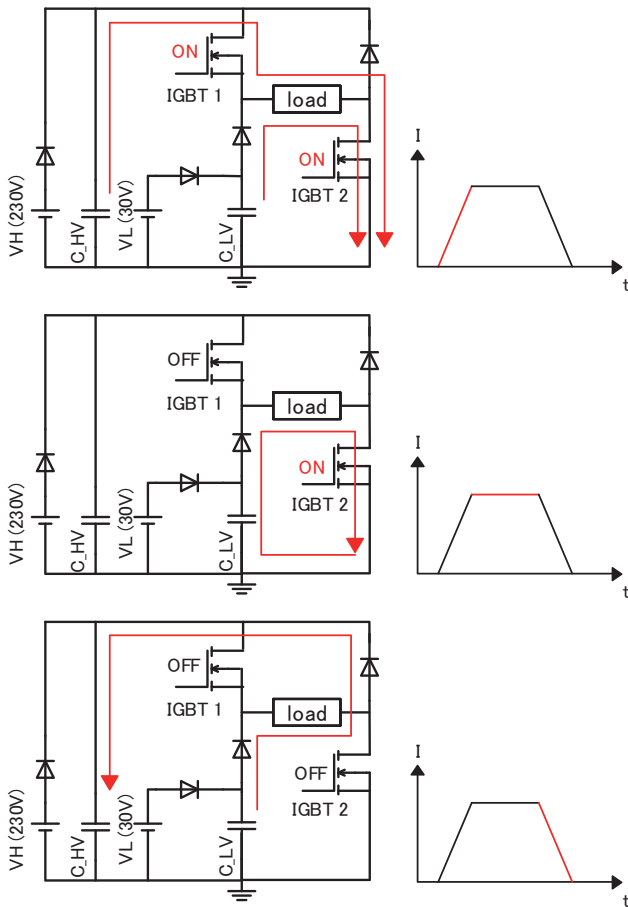 ON
IGBT 1
load
ON
IGBT 2
VH (230V)
C_HV
VL (30V)
C_LV
I
t
OFF
IGBT 1
load
ON
IGBT 2
VH (230V)
C_HV
VL (30V)
C_LV
I
t
OFF
IGBT 1
load
OFF
IGBT 2
VH (230V)
C_HV
VL (30V)
C_LV
I
t